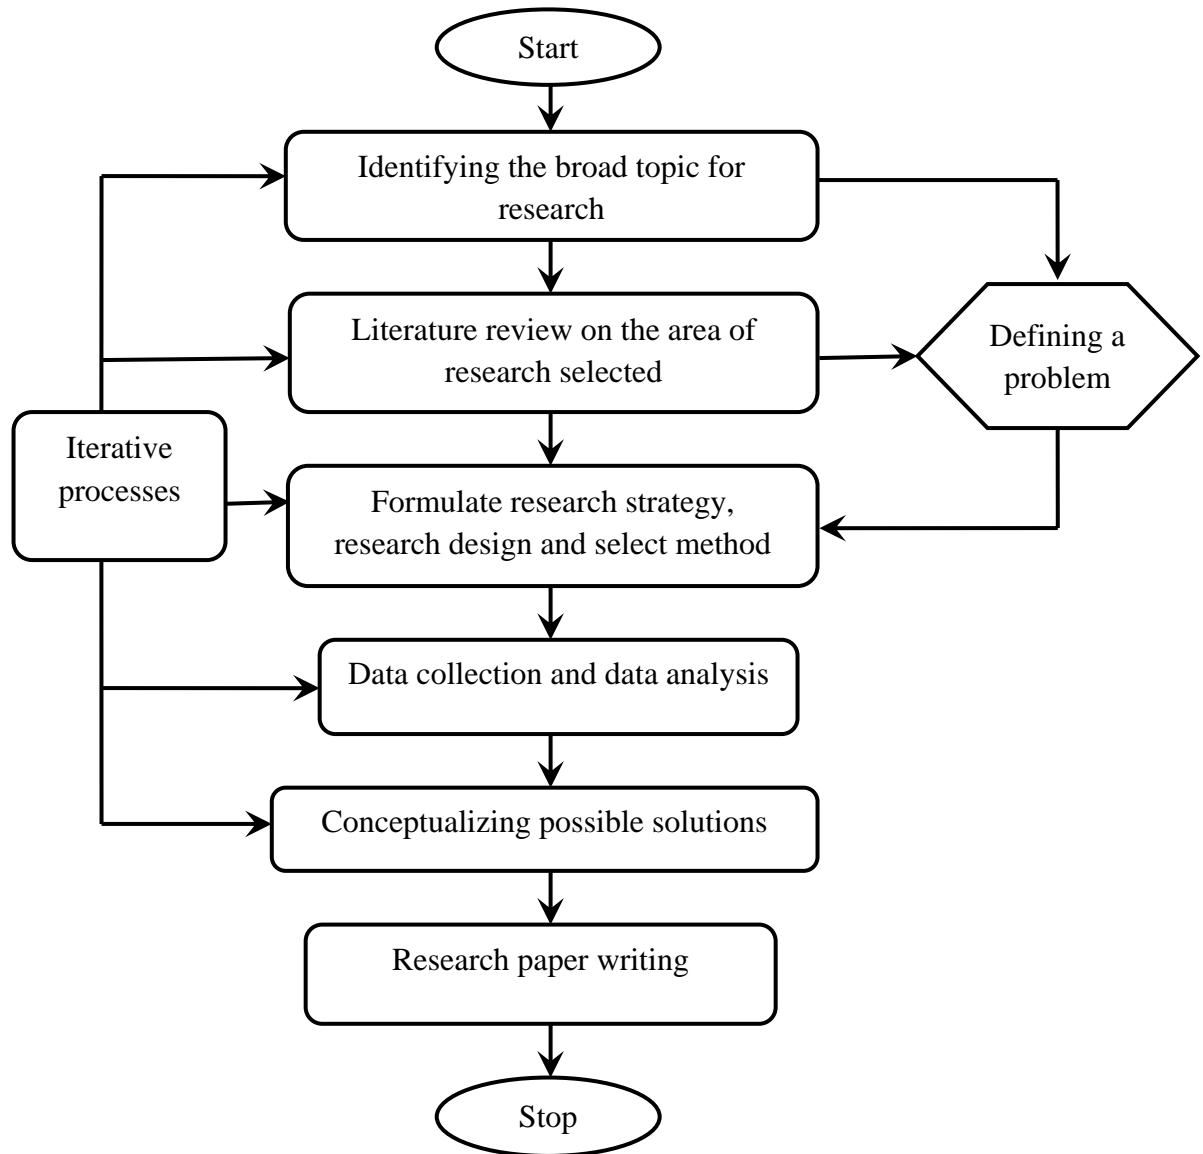 Start
Identifying the broad topic for
research
Literature review on the area of
research selected
Defining a
problem
Iterative
processes
Formulate research strategy,
research design and select method
Data collection and data analysis
Conceptualizing possible solutions
Research paper writing
Stop